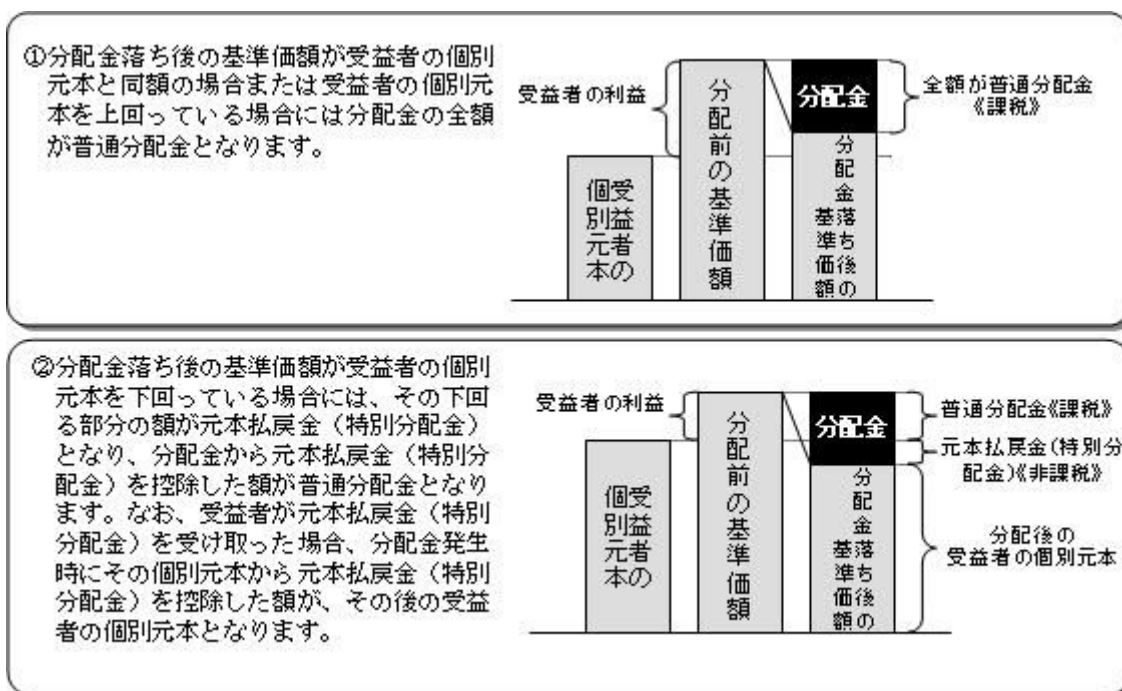 ①分配金落ち後の基準価額が受益者の個別
元本と同額の場合または受益者の個別元
本を上回っている場合には分配金の全額
が普通分配金となります。
受益者の利益
受益者の
個別元本
分配前の基準価額
分配金
分配金落ち後の
基準価額
全額が普通分配金
《課税》
②分配金落ち後の基準価額が受益者の個別
元本を下回っている場合には、その下回
る部分の額が元本払戻金（特別分配金）
となり、分配金から元本払戻金（特別分
配金）を控除した額が普通分配金となり
ます。なお、受益者が元本払戻金（特別
分配金）を受け取った場合、分配金発生
時にその個別元本から元本払戻金（特別
分配金）を控除した額が、その後の受益
者の個別元本となります。
受益者の利益
受益者の
個別元本
分配前の基準価額
分配金
分配金落ち後の
基準価額
普通分配金《課税》
元本払戻金(特別分
配金)《非課税》
分配後の
受益者の個別元本